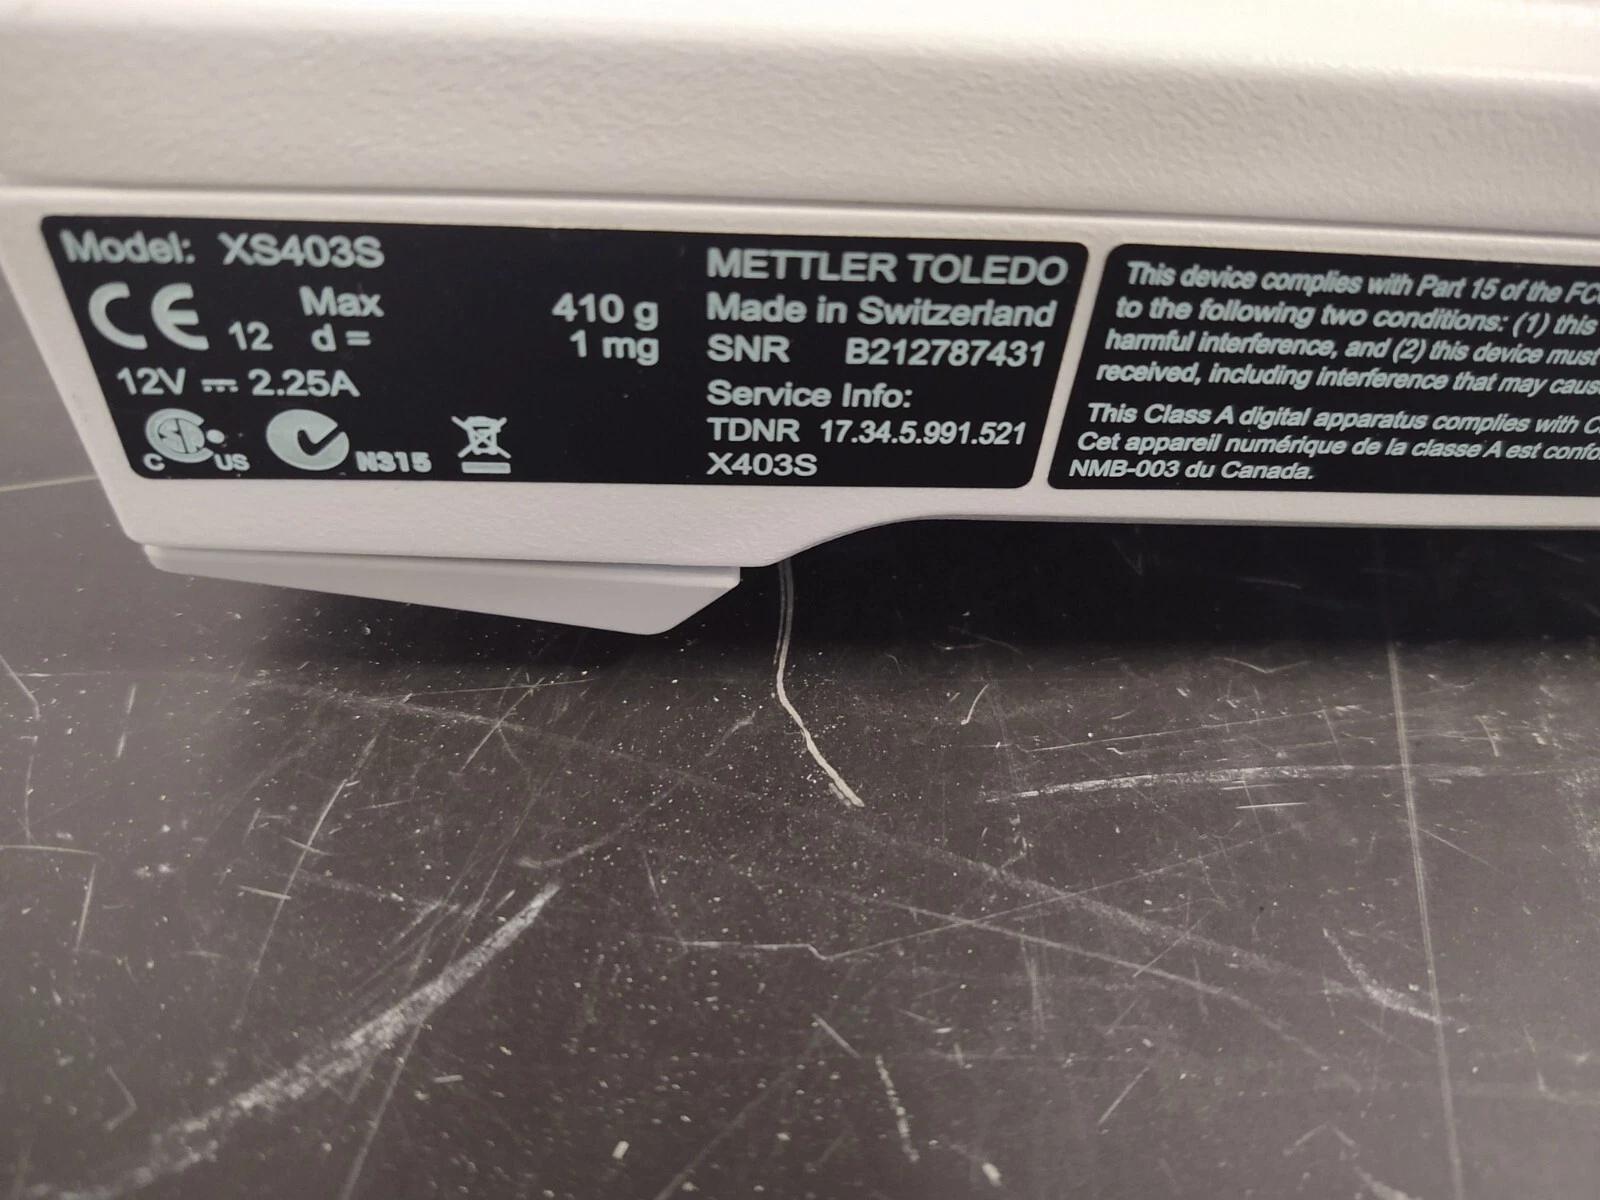 Model: XS403S
CE 12 Max 410 g
d = 1 mg
12V ⎓ 2.25A
C US N315
METTLER TOLEDO
Made in Switzerland
SNR B212787431
Service Info:
TDNR 17.34.5.991.521
X403S
This device complies with Part 15 of the
to the following two conditions: (1) this
harmful interference, and (2) this device must
received, including interference that may
This Class A digital apparatus complies with
Cet appareil numérique de la classe A est
NMB-003 du Canada.